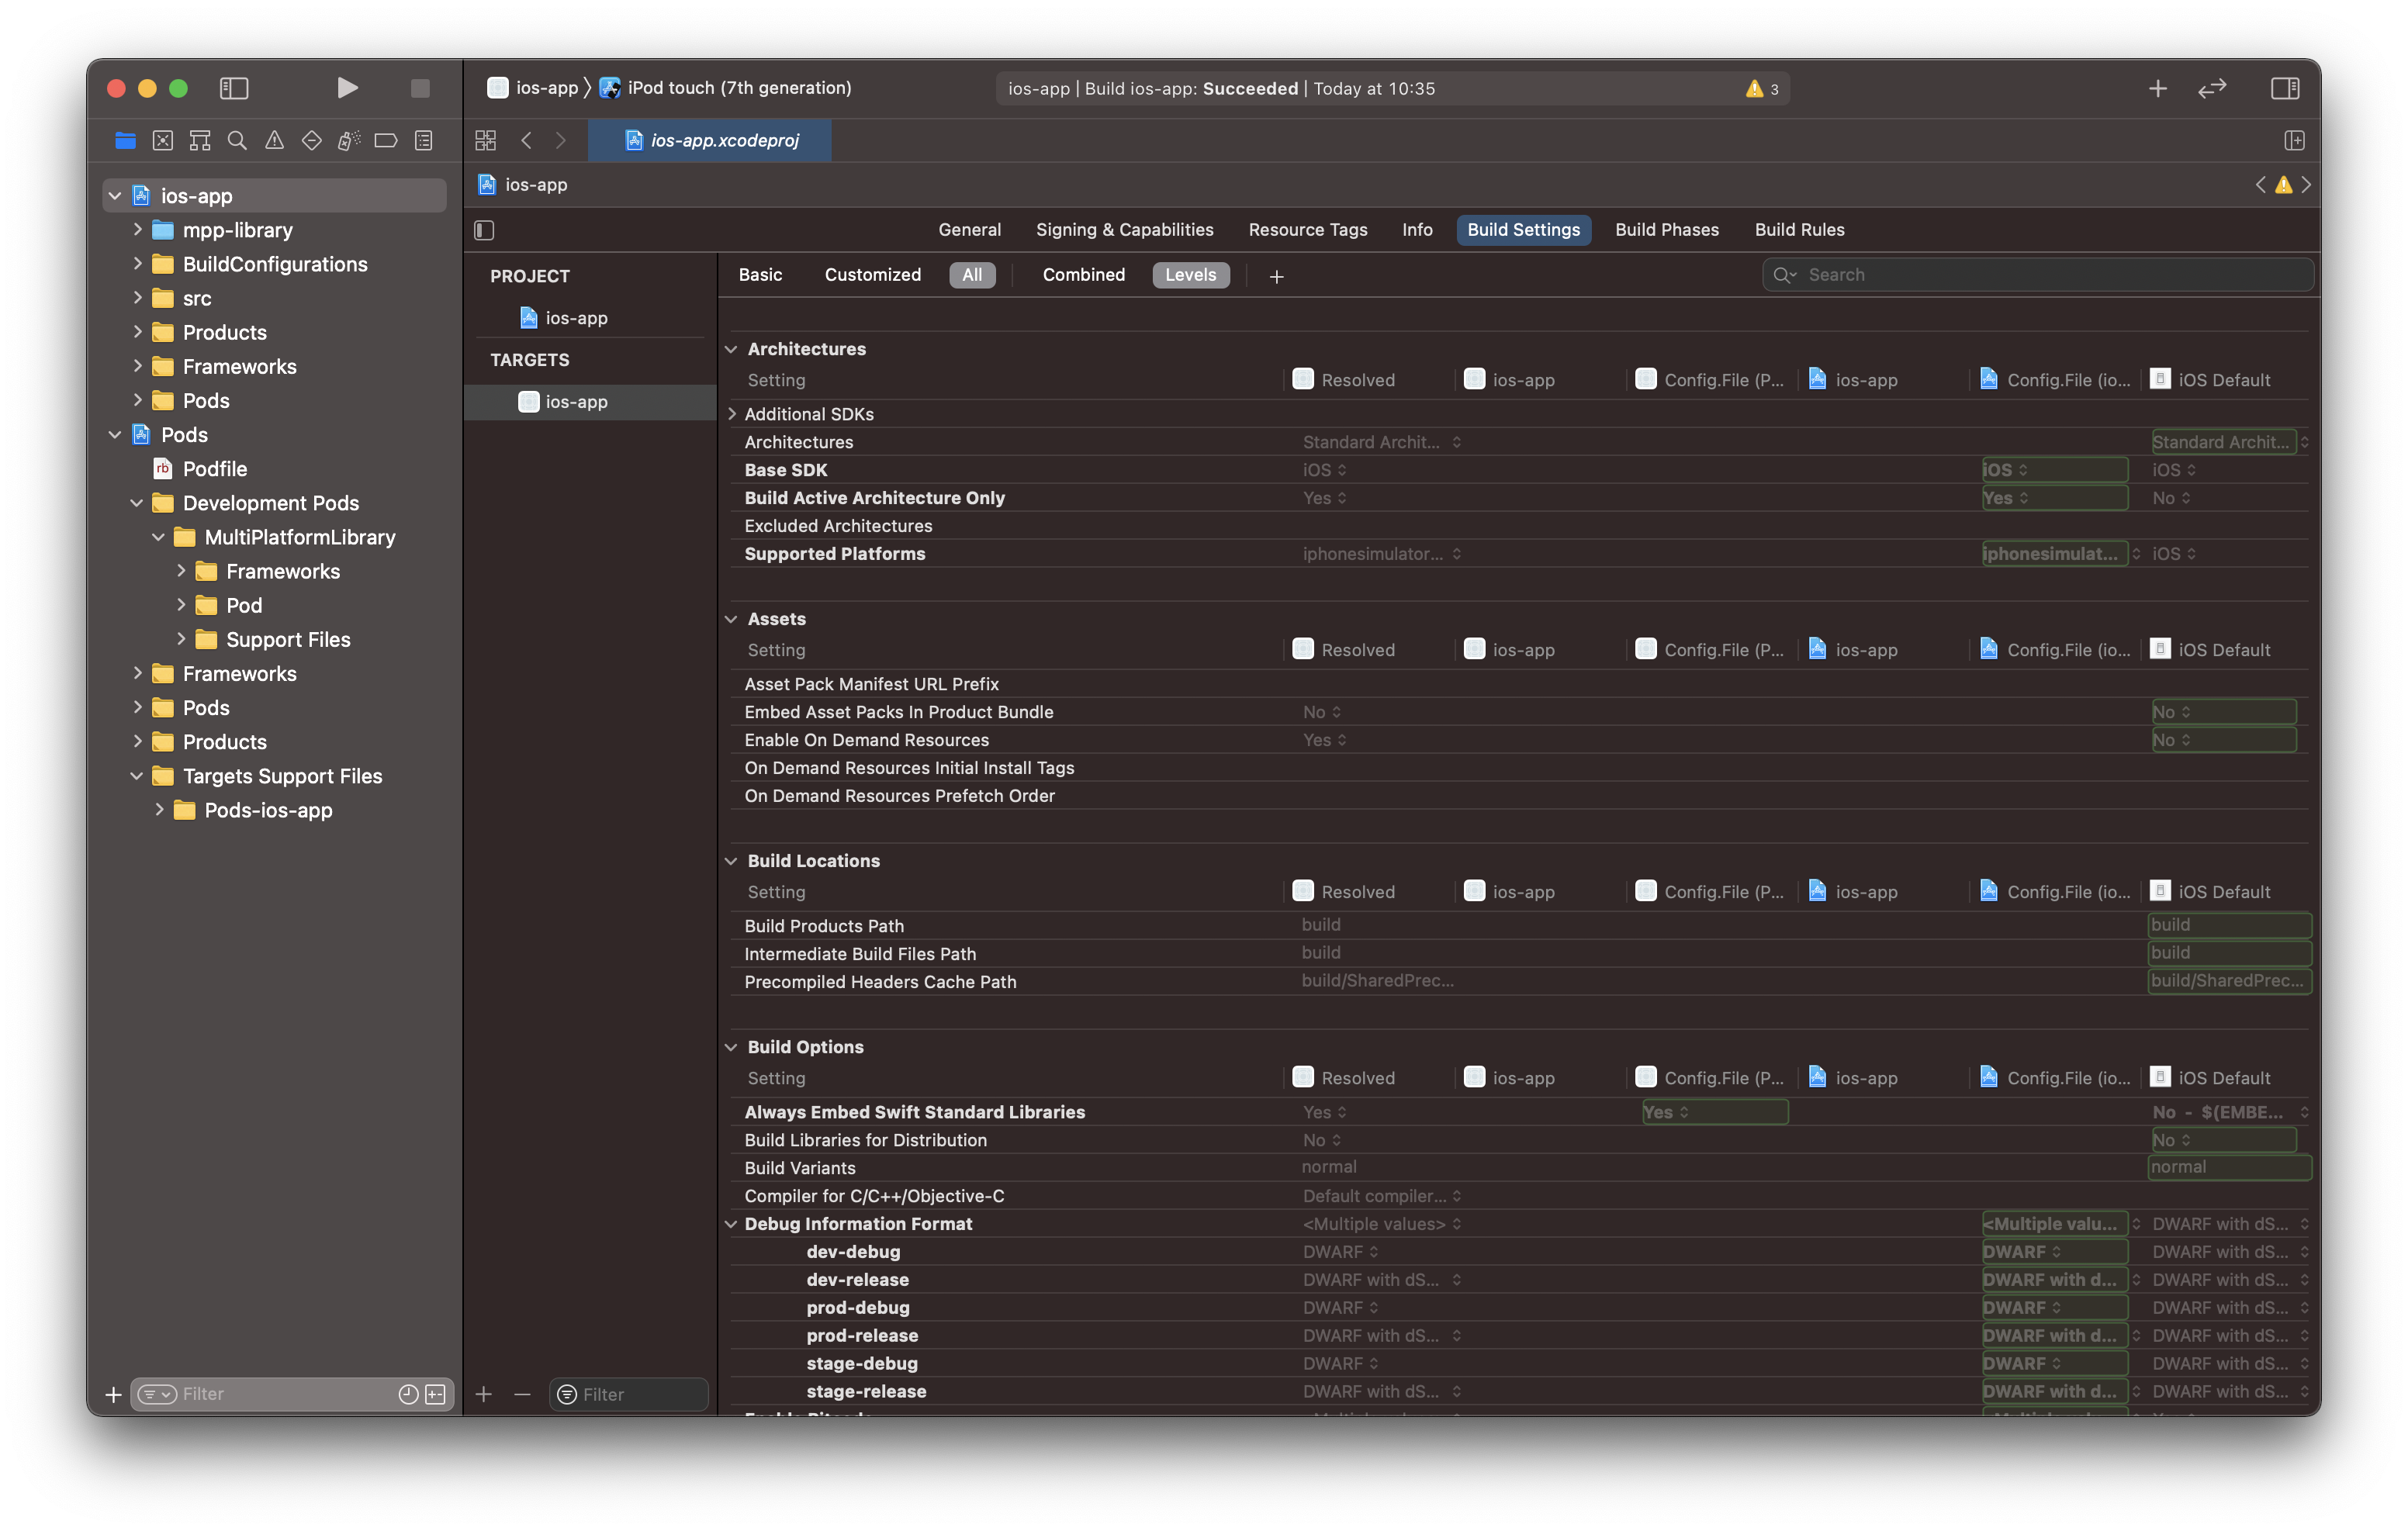 ios-app 〉 iPod touch (7th generation)
ios-app | Build ios-app: Succeeded | Today at 10:35
3
ios-app.xcodeproj
ios-app
ios-app
mpp-library
BuildConfigurations
src
Products
Frameworks
Pods
Pods
rb Podfile
Development Pods
MultiPlatformLibrary
Frameworks
Pod
Support Files
Frameworks
Pods
Products
Targets Support Files
Pods-ios-app
Filter
General Signing & Capabilities Resource Tags Info Build Settings Build Phases Build Rules
PROJECT
ios-app
TARGETS
ios-app
Filter
Basic Customized All Combined Levels + Search
Architectures
Setting Resolved ios-app Config.File (P... ios-app Config.File (io... iOS Default
Additional SDKs
Architectures Standard Archit... Standard Archit...
Base SDK iOS iOS iOS
Build Active Architecture Only Yes Yes No
Excluded Architectures
Supported Platforms iphonesimulator... iphonesimulat... iOS
Assets
Setting Resolved ios-app Config.File (P... ios-app Config.File (io... iOS Default
Asset Pack Manifest URL Prefix
Embed Asset Packs In Product Bundle No No
Enable On Demand Resources Yes No
On Demand Resources Initial Install Tags
On Demand Resources Prefetch Order
Build Locations
Setting Resolved ios-app Config.File (P... ios-app Config.File (io... iOS Default
Build Products Path build build
Intermediate Build Files Path build build
Precompiled Headers Cache Path build/SharedPrec... build/SharedPrec...
Build Options
Setting Resolved ios-app Config.File (P... ios-app Config.File (io... iOS Default
Always Embed Swift Standard Libraries Yes Yes No - $(EMBE...
Build Libraries for Distribution No No
Build Variants normal normal
Compiler for C/C++/Objective-C Default compiler...
Debug Information Format <Multiple values> <Multiple valu... DWARF with dS...
dev-debug DWARF DWARF DWARF with dS...
dev-release DWARF with dS... DWARF with d... DWARF with dS...
prod-debug DWARF DWARF DWARF with dS...
prod-release DWARF with dS... DWARF with d... DWARF with dS...
stage-debug DWARF DWARF DWARF with dS...
stage-release DWARF with dS... DWARF with d... DWARF with dS...